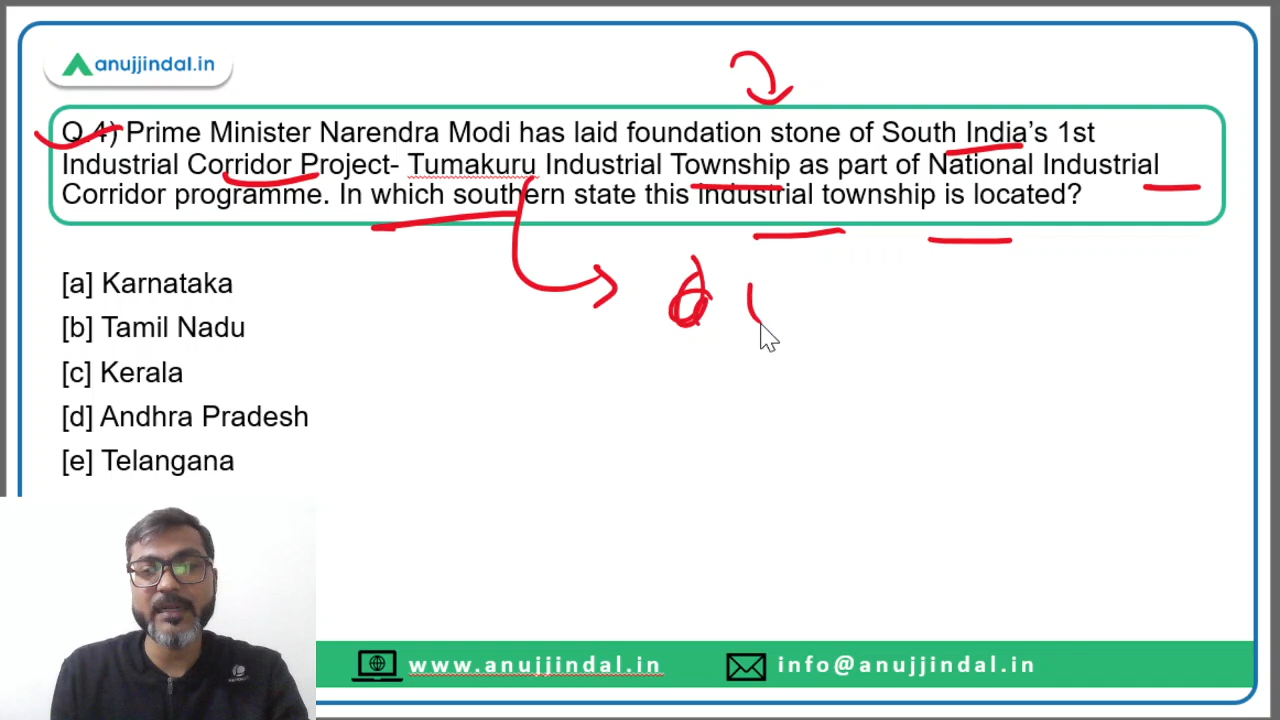 anujjindal.in
Q.4) Prime Minister Narendra Modi has laid foundation stone of South India's 1st
Industrial Corridor Project- Tumakuru Industrial Township as part of National Industrial
Corridor programme. In which southern state this industrial township is located?
[a] Karnataka
[b] Tamil Nadu
[c] Kerala
[d] Andhra Pradesh
[e] Telangana
www.anujjindal.in
info@anujjindal.in